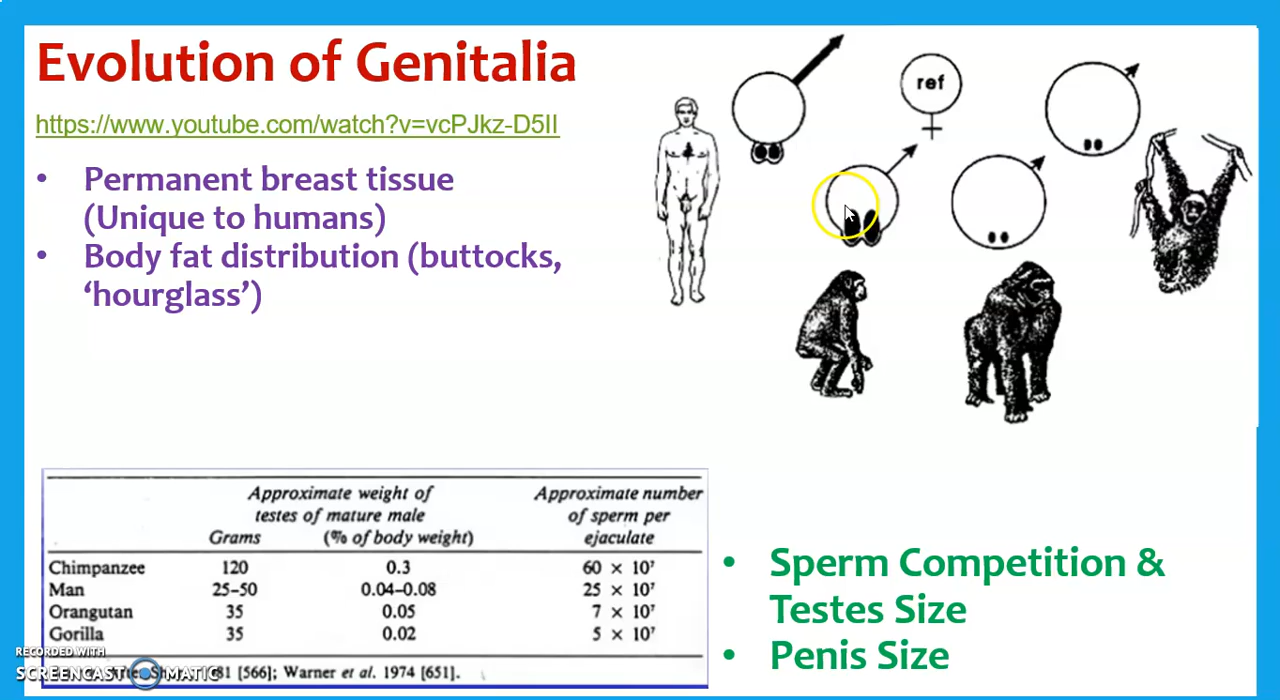 Evolution of Genitalia
https://www.youtube.com/watch?v=vcPJkz-D5II
• Permanent breast tissue
(Unique to humans)
• Body fat distribution (buttocks,
‘hourglass’)
ref
Approximate weight of
testes of mature male
Grams (% of body weight)
Approximate number
of sperm per
ejaculate
Chimpanzee 120 0.3 60 × 10⁷
Man 25–50 0.04–0.08 25 × 10⁷
Orangutan 35 0.05 7 × 10⁷
Gorilla 35 0.02 5 × 10⁷
81 [566]; Warner et al. 1974 [651].
RECORDED WITH
SCREENCAST MATIC
• Sperm Competition &
Testes Size
• Penis Size